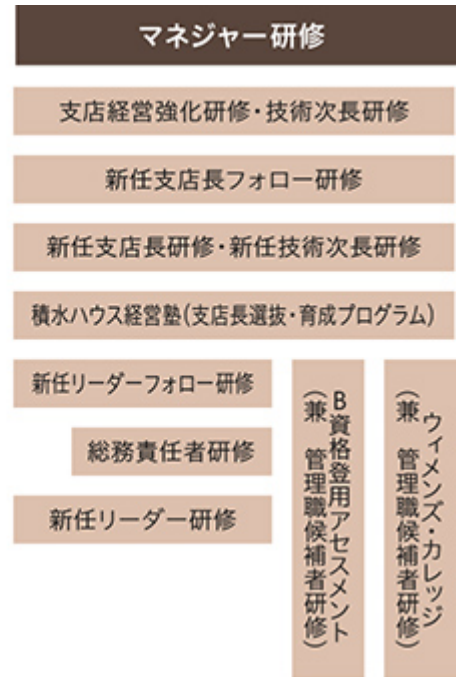 マネジャー研修
支店経営強化研修・技術次長研修
新任支店長フォロー研修
新任支店長研修・新任技術次長研修
積水ハウス経営塾(支店長選抜・育成プログラム)
新任リーダーフォロー研修
総務責任者研修
新任リーダー研修
B資格登用アセスメント
(兼 管理職候補者研修)
ウィメンズ・カレッジ
(兼 管理職候補者研修)